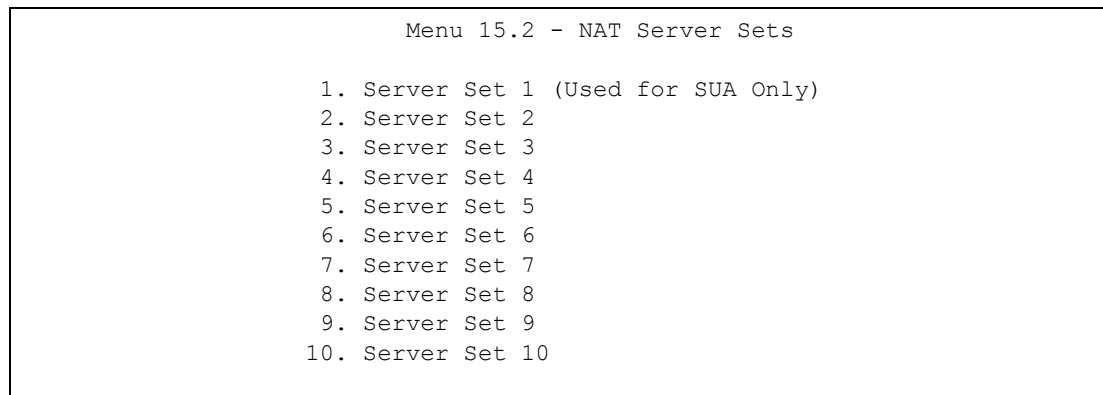 Menu 15.2 - NAT Server Sets
1. Server Set 1 (Used for SUA Only)
2. Server Set 2
3. Server Set 3
4. Server Set 4
5. Server Set 5
6. Server Set 6
7. Server Set 7
8. Server Set 8
9. Server Set 9
10. Server Set 10